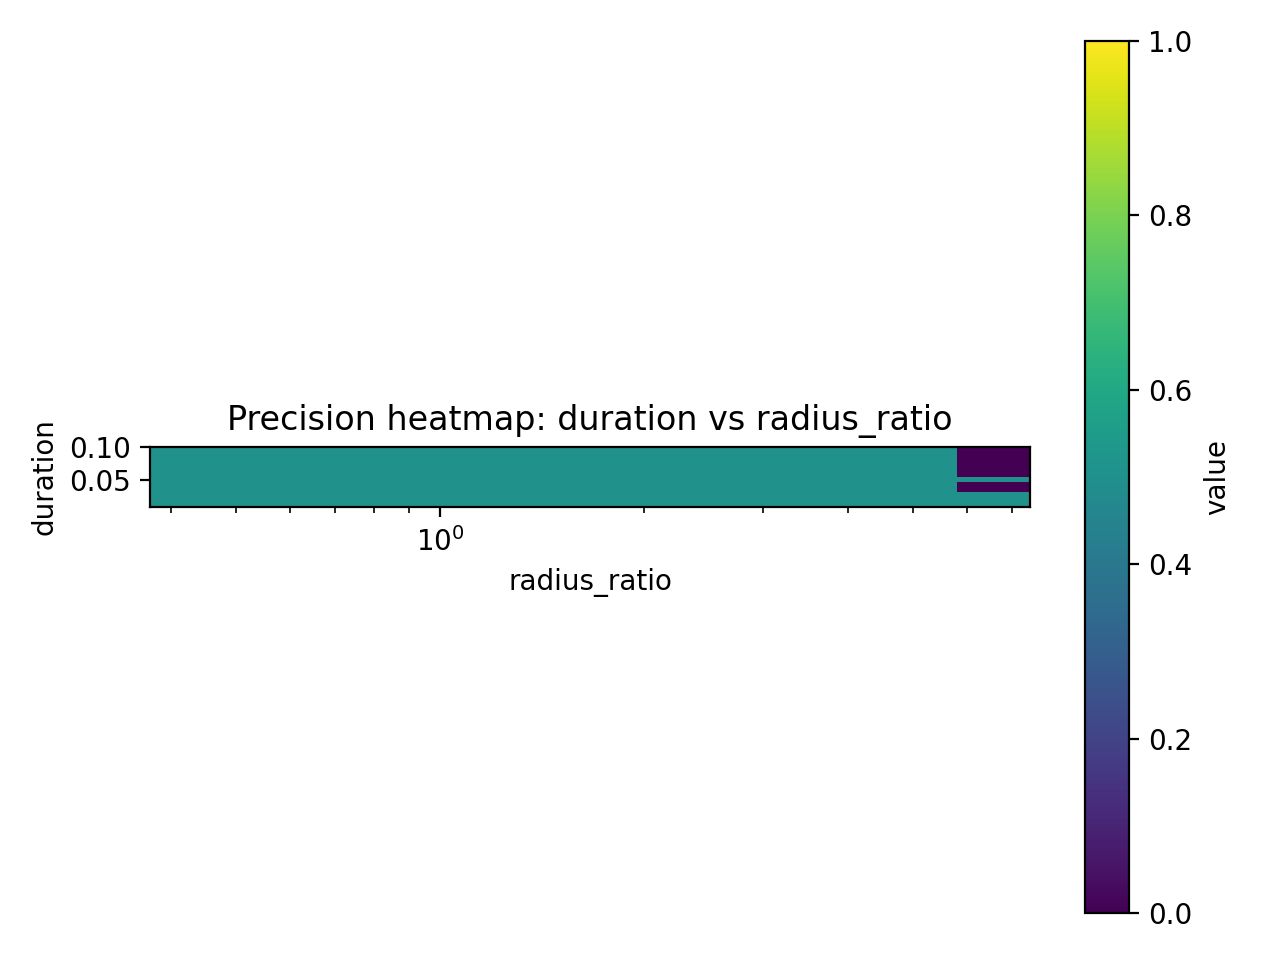 Precision heatmap: duration vs radius_ratio
duration
0.10
0.05
10⁰
radius_ratio
1.0
0.8
0.6
0.4
0.2
0.0
value